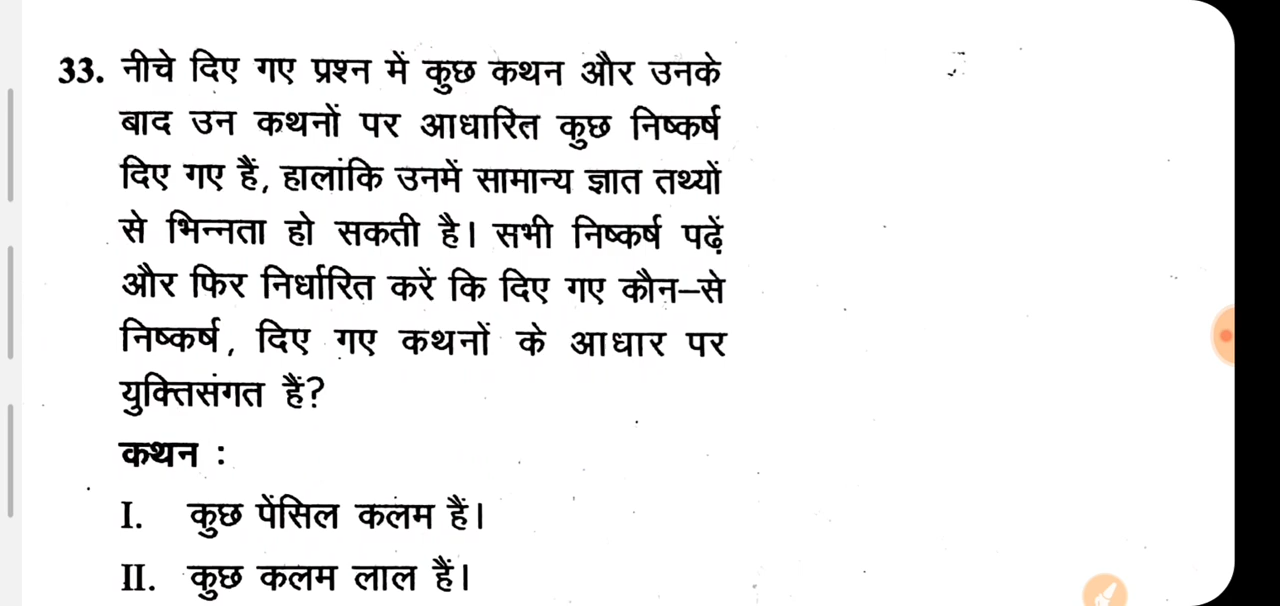 33. नीचे दिए गए प्रश्न में कुछ कथन और उनके
बाद उन कथनों पर आधारित कुछ निष्कर्ष
दिए गए हैं, हालांकि उनमें सामान्य ज्ञात तथ्यों
से भिन्नता हो सकती है। सभी निष्कर्ष पढ़ें
और फिर निर्धारित करें कि दिए गए कौन–से
निष्कर्ष, दिए गए कथनों के आधार पर
युक्तिसंगत हैं?
कथन :
I. कुछ पेंसिल कलम हैं।
II. कुछ कलम लाल हैं।